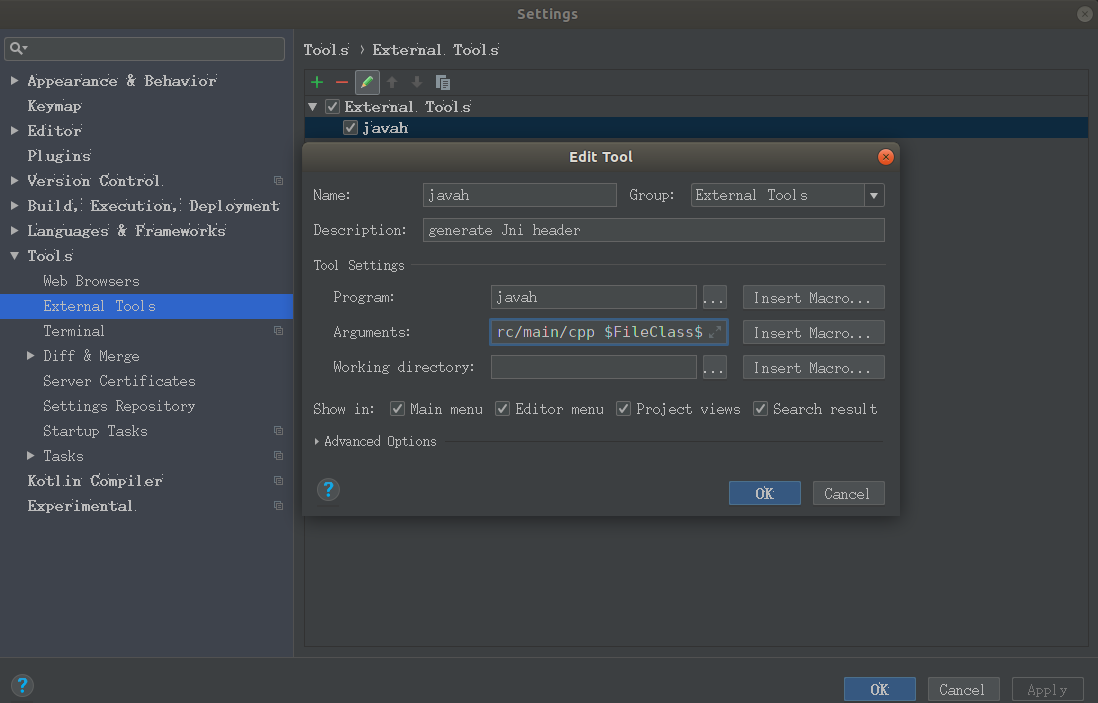 Settings
Tools › External Tools
Appearance & Behavior
Keymap
Editor
Plugins
Version Control
Build, Execution, Deployment
Languages & Frameworks
Tools
Web Browsers
External Tools
Terminal
Diff & Merge
Server Certificates
Settings Repository
Startup Tasks
Tasks
Kotlin Compiler
Experimental
External Tools
javah
Edit Tool
Name: javah Group: External Tools
Description: generate Jni header
Tool Settings
Program: javah ... Insert Macro...
Arguments: rc/main/cpp $FileClass$ Insert Macro...
Working directory: ... Insert Macro...
Show in: Main menu Editor menu Project views Search result
Advanced Options
? OK Cancel
? OK Cancel Apply